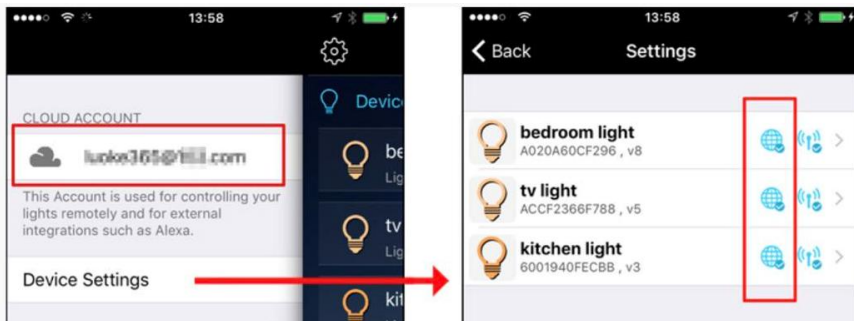 13:58
CLOUD ACCOUNT
.com
This Account is used for controlling your
lights remotely and for external
integrations such as Alexa.
Device Settings
Devic
be
Lig
tv
Lig
kit
13:58
Back
Settings
bedroom light
A020A60CF296 , v8
tv light
ACCF2366F788 , v5
kitchen light
6001940FECBB , v3